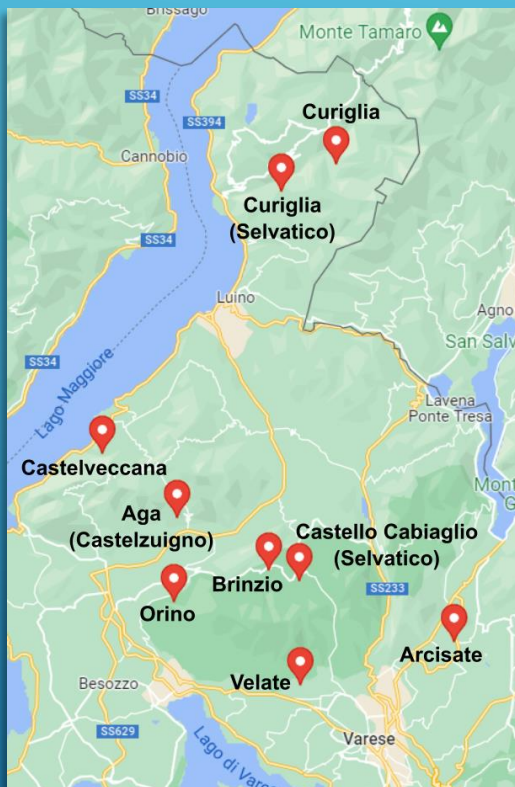 Brissago
Monte Tamaro
SS34
SS394
Curiglia
Cannobio
Curiglia
(Selvatico)
SS34
Luino
Agno
San Salv
SS34
Lago Maggiore
Lavena
Ponte Tresa
Castelveccana
Mont
G
Aga
(Castelzuigno)
Castello Cabiaglio
(Selvatico)
Brinzio
SS233
Orino
Arcisate
Velate
Besozzo
SS629
Varese
Lago di Vares